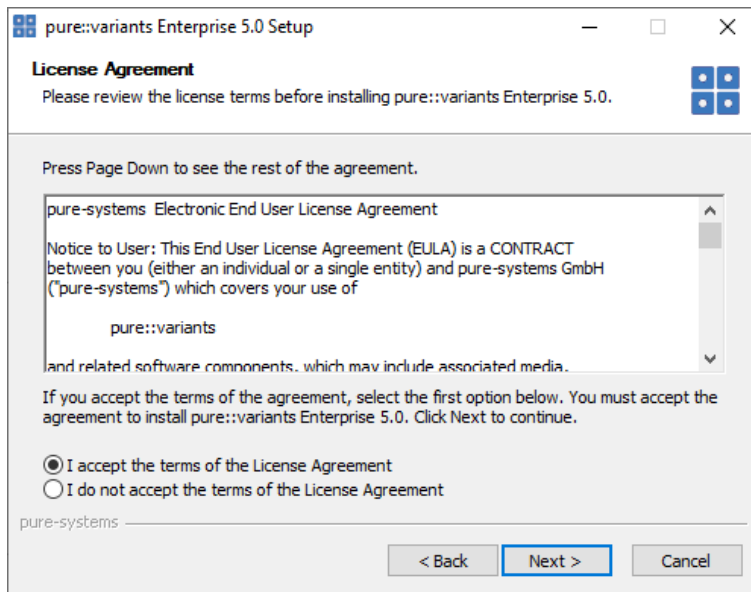 pure::variants Enterprise 5.0 Setup
License Agreement
Please review the license terms before installing pure::variants Enterprise 5.0.
Press Page Down to see the rest of the agreement.
pure-systems  Electronic End User License Agreement
Notice to User: This End User License Agreement (EULA) is a CONTRACT
between you (either an individual or a single entity) and pure-systems GmbH
("pure-systems") which covers your use of
pure::variants
and related software components, which may include associated media,
If you accept the terms of the agreement, select the first option below. You must accept the
agreement to install pure::variants Enterprise 5.0. Click Next to continue.
I accept the terms of the License Agreement
I do not accept the terms of the License Agreement
pure-systems
< Back
Next >
Cancel